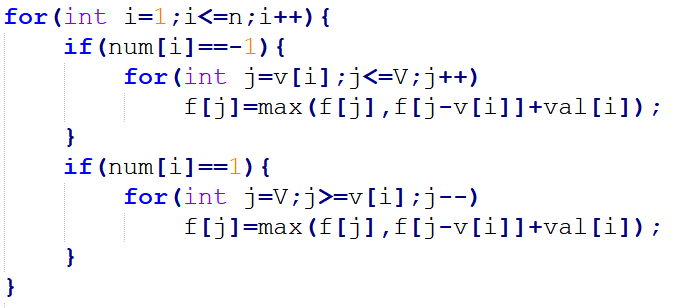 for(int i=1;i<=n;i++){
    if(num[i]==-1){
        for(int j=v[i];j<=V;j++)
            f[j]=max(f[j],f[j-v[i]]+val[i]);
    }
    if(num[i]==1){
        for(int j=V;j>=v[i];j--)
            f[j]=max(f[j],f[j-v[i]]+val[i]);
    }
}